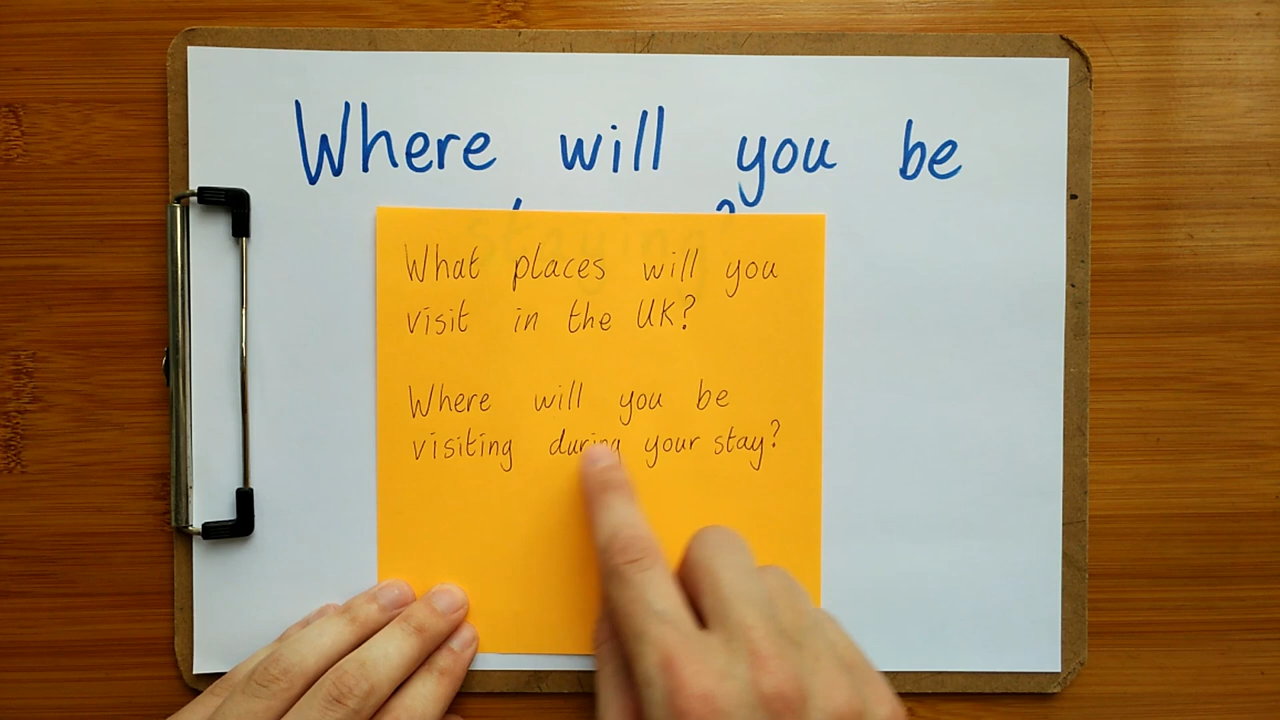 Where will you be
staying?
What places will you
visit in the UK?
Where will you be
visiting during your stay?